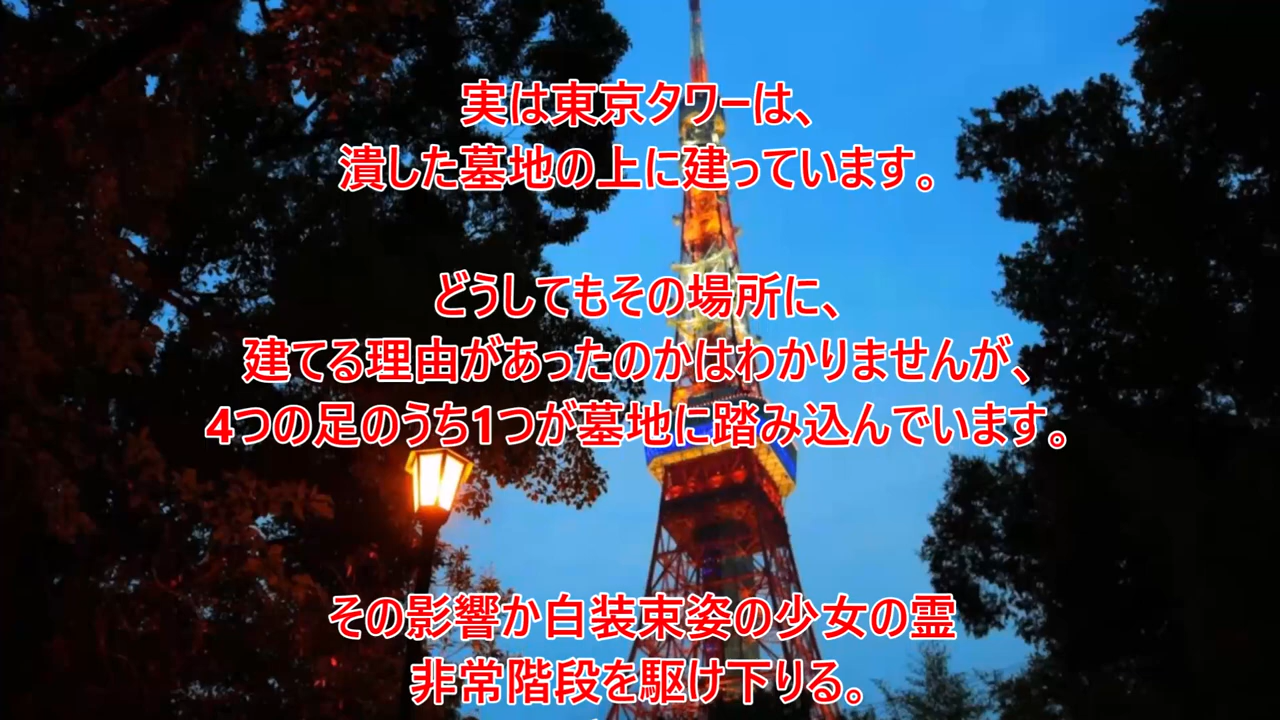 実は東京タワーは、
潰した墓地の上に建っています。
どうしてもその場所に、
建てる理由があったのかはわかりませんが、
4つの足のうち1つが墓地に踏み込んでいます。
その影響か白装束姿の少女の霊
非常階段を駆け下りる。